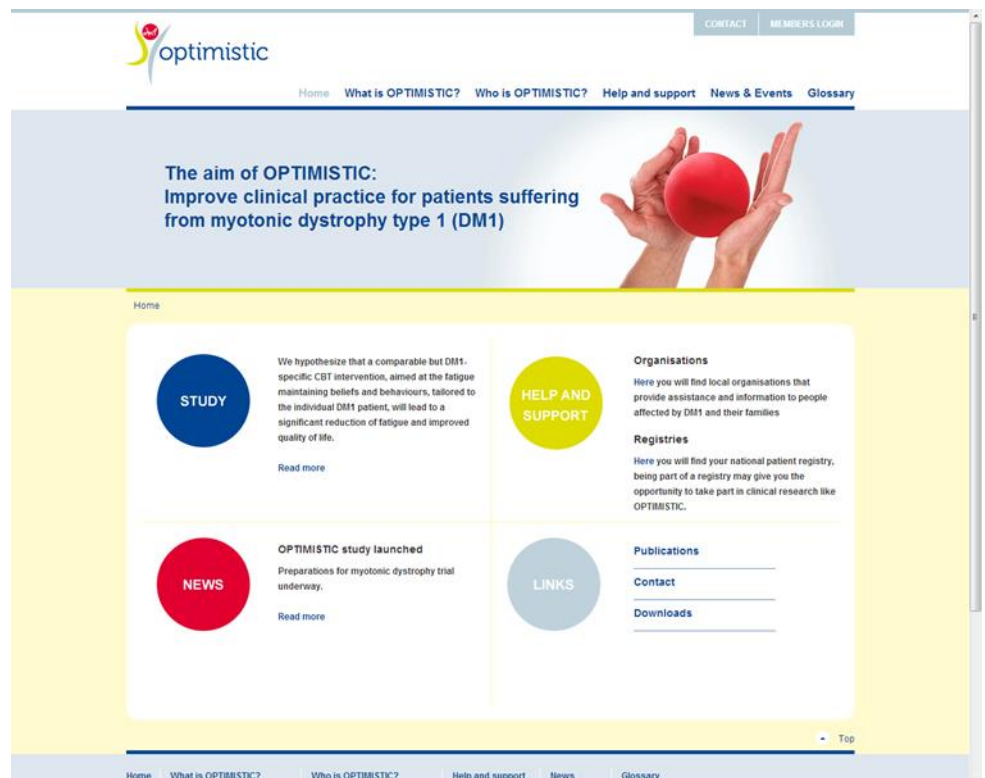 CONTACT MEMBERS LOGIN
optimistic
Home What is OPTIMISTIC? Who is OPTIMISTIC? Help and support News & Events Glossary
The aim of OPTIMISTIC:
Improve clinical practice for patients suffering
from myotonic dystrophy type 1 (DM1)
Home
STUDY
We hypothesize that a comparable but DM1-
specific CBT intervention, aimed at the fatigue
maintaining beliefs and behaviours, tailored to
the individual DM1 patient, will lead to a
significant reduction of fatigue and improved
quality of life.
Read more
HELP AND
SUPPORT
Organisations
Here you will find local organisations that
provide assistance and information to people
affected by DM1 and their families
Registries
Here you will find your national patient registry,
being part of a registry may give you the
opportunity to take part in clinical research like
OPTIMISTIC.
NEWS
OPTIMISTIC study launched
Preparations for myotonic dystrophy trial
underway.
Read more
LINKS
Publications
Contact
Downloads
Top
Home What is OPTIMISTIC? Who is OPTIMISTIC? Help and support News Glossary